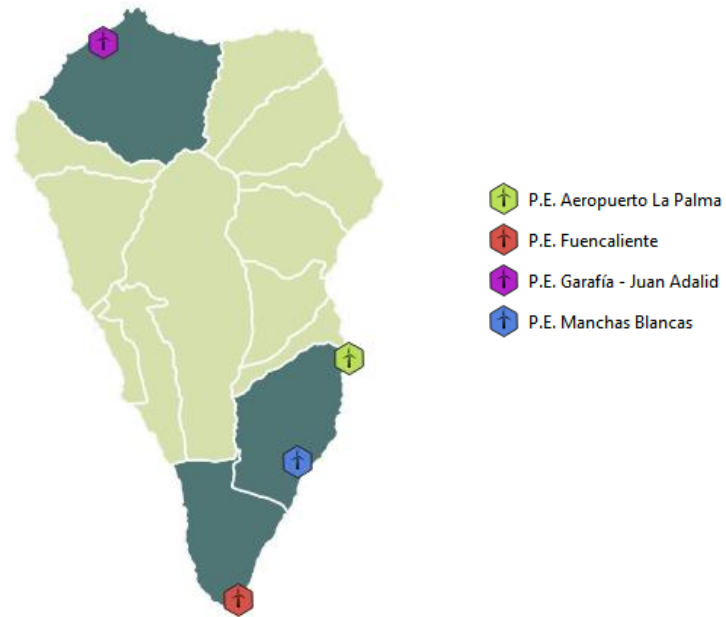 P.E. Aeropuerto La Palma
P.E. Fuencaliente
P.E. Garafía - Juan Adalid
P.E. Manchas Blancas